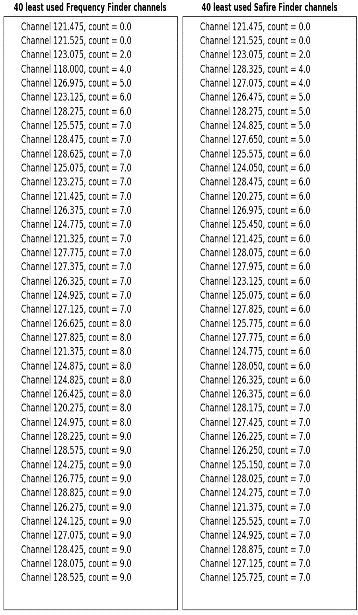 40 least used Frequency Finder channels
Channel 121.475, count = 0.0
Channel 121.525, count = 0.0
Channel 123.075, count = 2.0
Channel 118.000, count = 4.0
Channel 126.975, count = 5.0
Channel 123.125, count = 6.0
Channel 128.275, count = 6.0
Channel 125.575, count = 7.0
Channel 128.475, count = 7.0
Channel 128.625, count = 7.0
Channel 125.075, count = 7.0
Channel 123.275, count = 7.0
Channel 121.425, count = 7.0
Channel 126.375, count = 7.0
Channel 124.775, count = 7.0
Channel 121.325, count = 7.0
Channel 127.775, count = 7.0
Channel 127.375, count = 7.0
Channel 126.325, count = 7.0
Channel 124.925, count = 7.0
Channel 127.125, count = 7.0
Channel 126.625, count = 8.0
Channel 127.825, count = 8.0
Channel 121.375, count = 8.0
Channel 124.875, count = 8.0
Channel 124.825, count = 8.0
Channel 126.425, count = 8.0
Channel 120.275, count = 8.0
Channel 124.975, count = 8.0
Channel 128.225, count = 9.0
Channel 128.575, count = 9.0
Channel 124.275, count = 9.0
Channel 126.775, count = 9.0
Channel 128.825, count = 9.0
Channel 126.275, count = 9.0
Channel 124.125, count = 9.0
Channel 127.075, count = 9.0
Channel 128.425, count = 9.0
Channel 128.075, count = 9.0
Channel 128.525, count = 9.0
40 least used Safire Finder channels
Channel 121.475, count = 0.0
Channel 121.525, count = 0.0
Channel 123.075, count = 2.0
Channel 128.325, count = 4.0
Channel 127.075, count = 4.0
Channel 126.475, count = 5.0
Channel 128.275, count = 5.0
Channel 124.825, count = 5.0
Channel 127.650, count = 5.0
Channel 125.575, count = 6.0
Channel 124.050, count = 6.0
Channel 128.475, count = 6.0
Channel 120.275, count = 6.0
Channel 126.975, count = 6.0
Channel 125.450, count = 6.0
Channel 121.425, count = 6.0
Channel 128.075, count = 6.0
Channel 127.975, count = 6.0
Channel 123.125, count = 6.0
Channel 125.075, count = 6.0
Channel 127.825, count = 6.0
Channel 125.775, count = 6.0
Channel 127.775, count = 6.0
Channel 124.775, count = 6.0
Channel 128.050, count = 6.0
Channel 126.325, count = 6.0
Channel 126.375, count = 6.0
Channel 128.175, count = 7.0
Channel 127.425, count = 7.0
Channel 126.225, count = 7.0
Channel 126.250, count = 7.0
Channel 125.150, count = 7.0
Channel 128.025, count = 7.0
Channel 124.275, count = 7.0
Channel 121.375, count = 7.0
Channel 125.525, count = 7.0
Channel 124.925, count = 7.0
Channel 128.875, count = 7.0
Channel 127.125, count = 7.0
Channel 125.725, count = 7.0